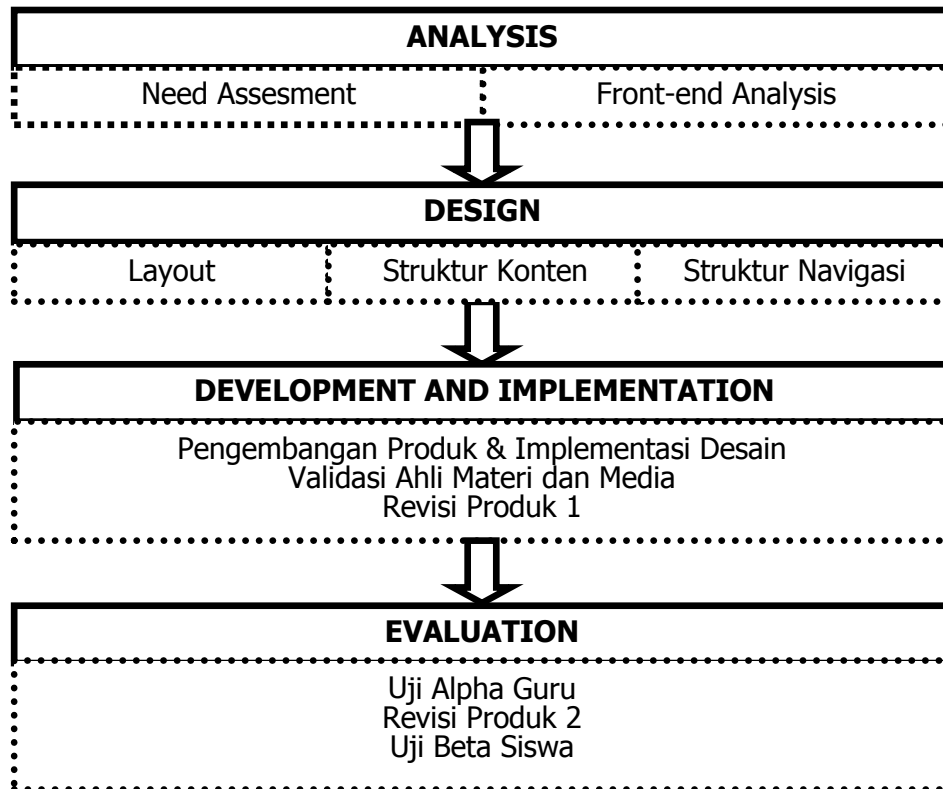 ANALYSIS
Need Assesment
Front-end Analysis
DESIGN
Layout
Struktur Konten
Struktur Navigasi
DEVELOPMENT AND IMPLEMENTATION
Pengembangan Produk & Implementasi Desain
Validasi Ahli Materi dan Media
Revisi Produk 1
EVALUATION
Uji Alpha Guru
Revisi Produk 2
Uji Beta Siswa